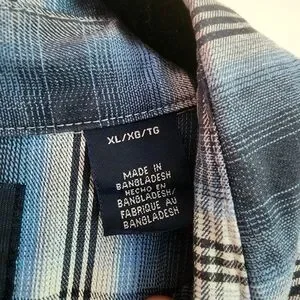 XL/XG/TG
MADE IN
BANGLADESH
HECHO EN
BANGLADESH/
FABRIQUE AU
BANGLADESH